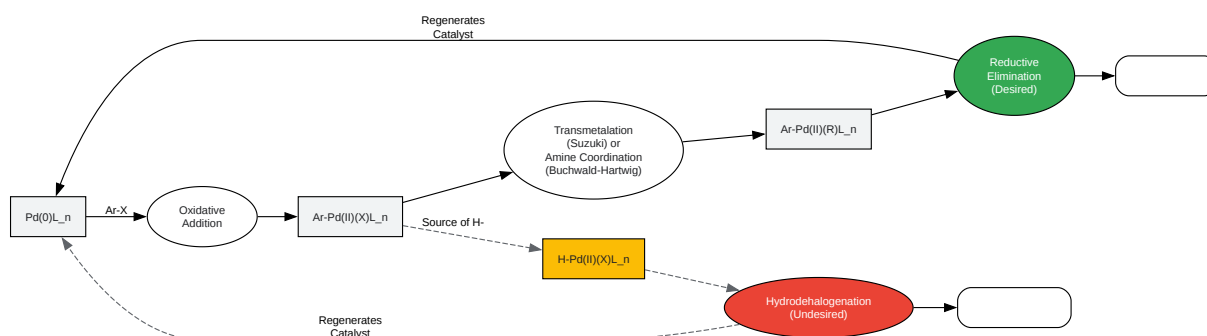 Regenerates
Catalyst
Reductive
Elimination
(Desired)
Transmetalation
(Suzuki) or
Amine Coordination
(Buchwald-Hartwig)
Ar-Pd(II)(R)L_n
Pd(0)L_n
Ar-X
Oxidative
Addition
Ar-Pd(II)(X)L_n
Source of H-
H-Pd(II)(X)L_n
Hydrodehalogenation
(Undesired)
Regenerates
Catalyst